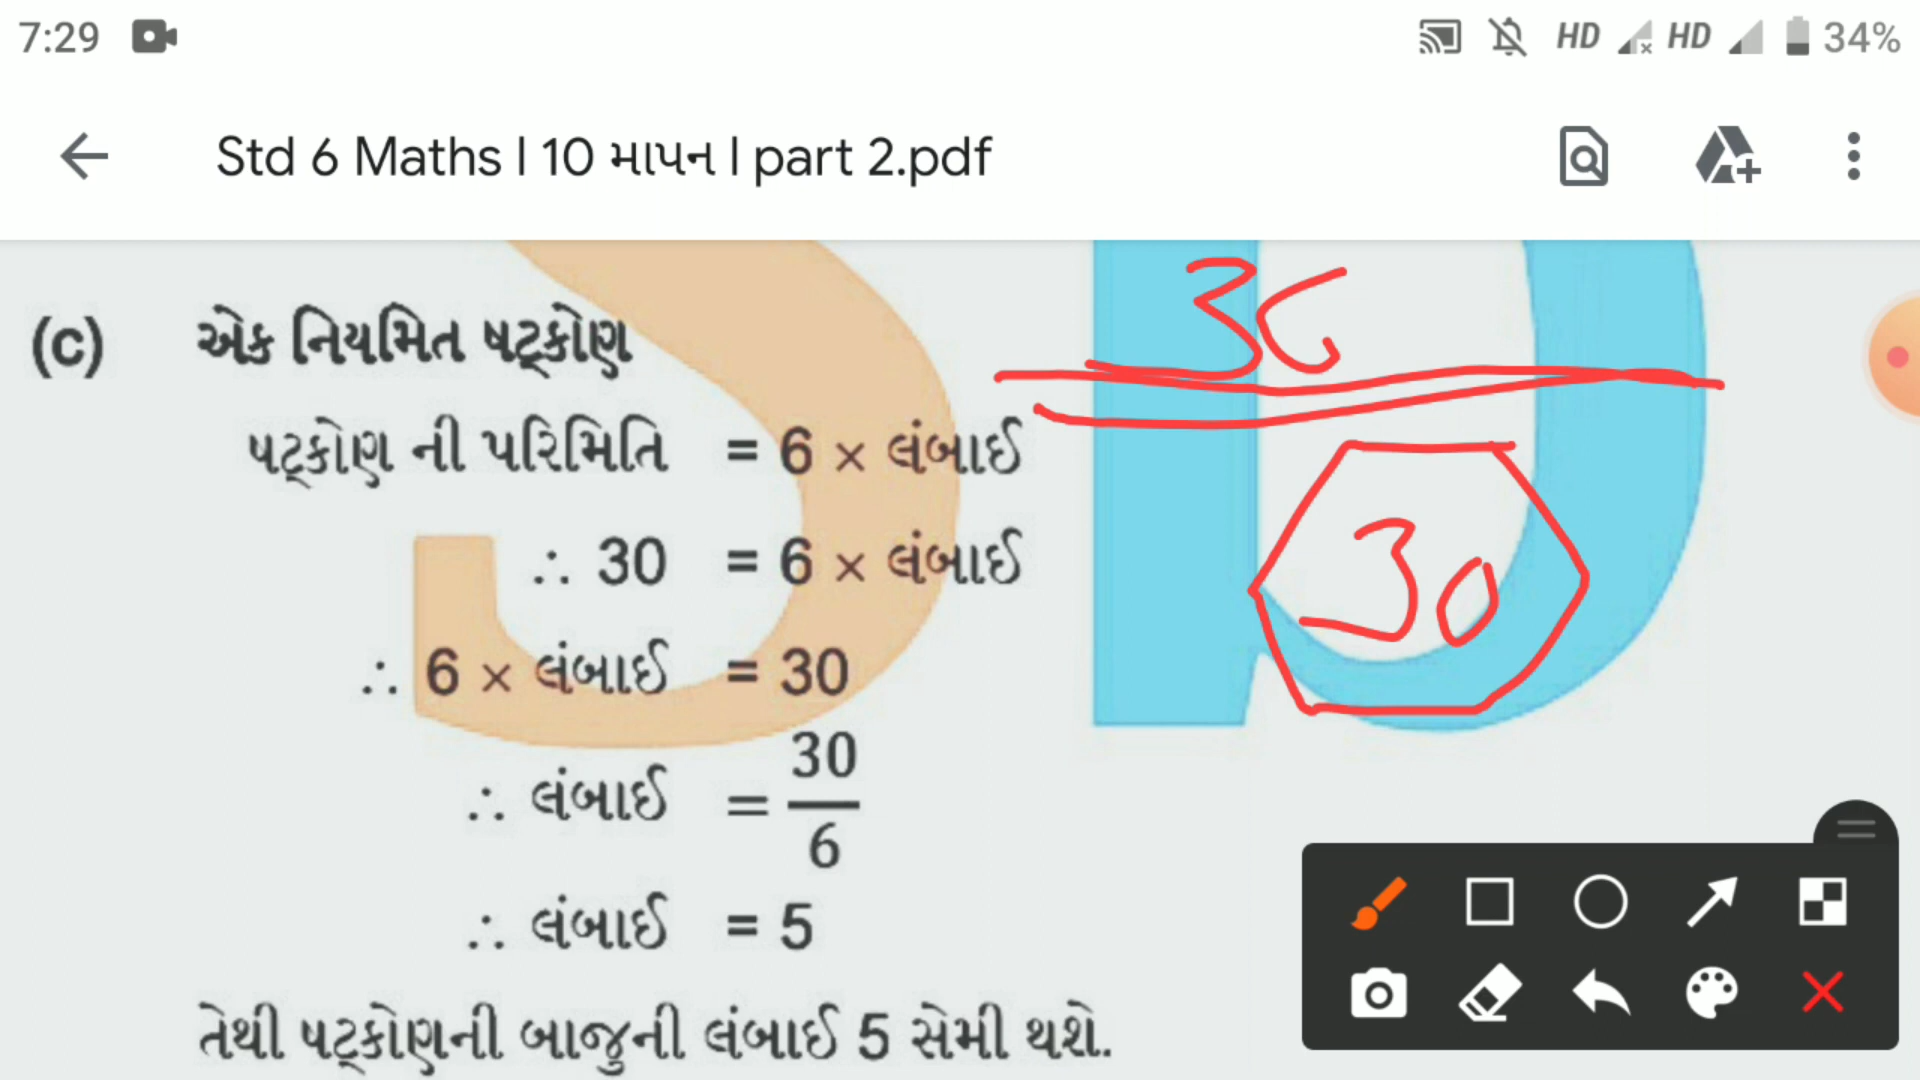 7:29 HD HD 34%
Std 6 Maths l 10 માપન l part 2.pdf
(c) એક નિયમિત ષટ્કોણ
ષટ્કોણ ની પરિમિતિ = 6 × લંબાઈ
∴ 30 = 6 × લંબાઈ
30
∴ 6 × લંબાઈ = 30
∴ લંબાઈ = 30/6
∴ લંબાઈ = 5
તેથી ષટ્કોણની બાજુની લંબાઈ 5 સેમી થશે.